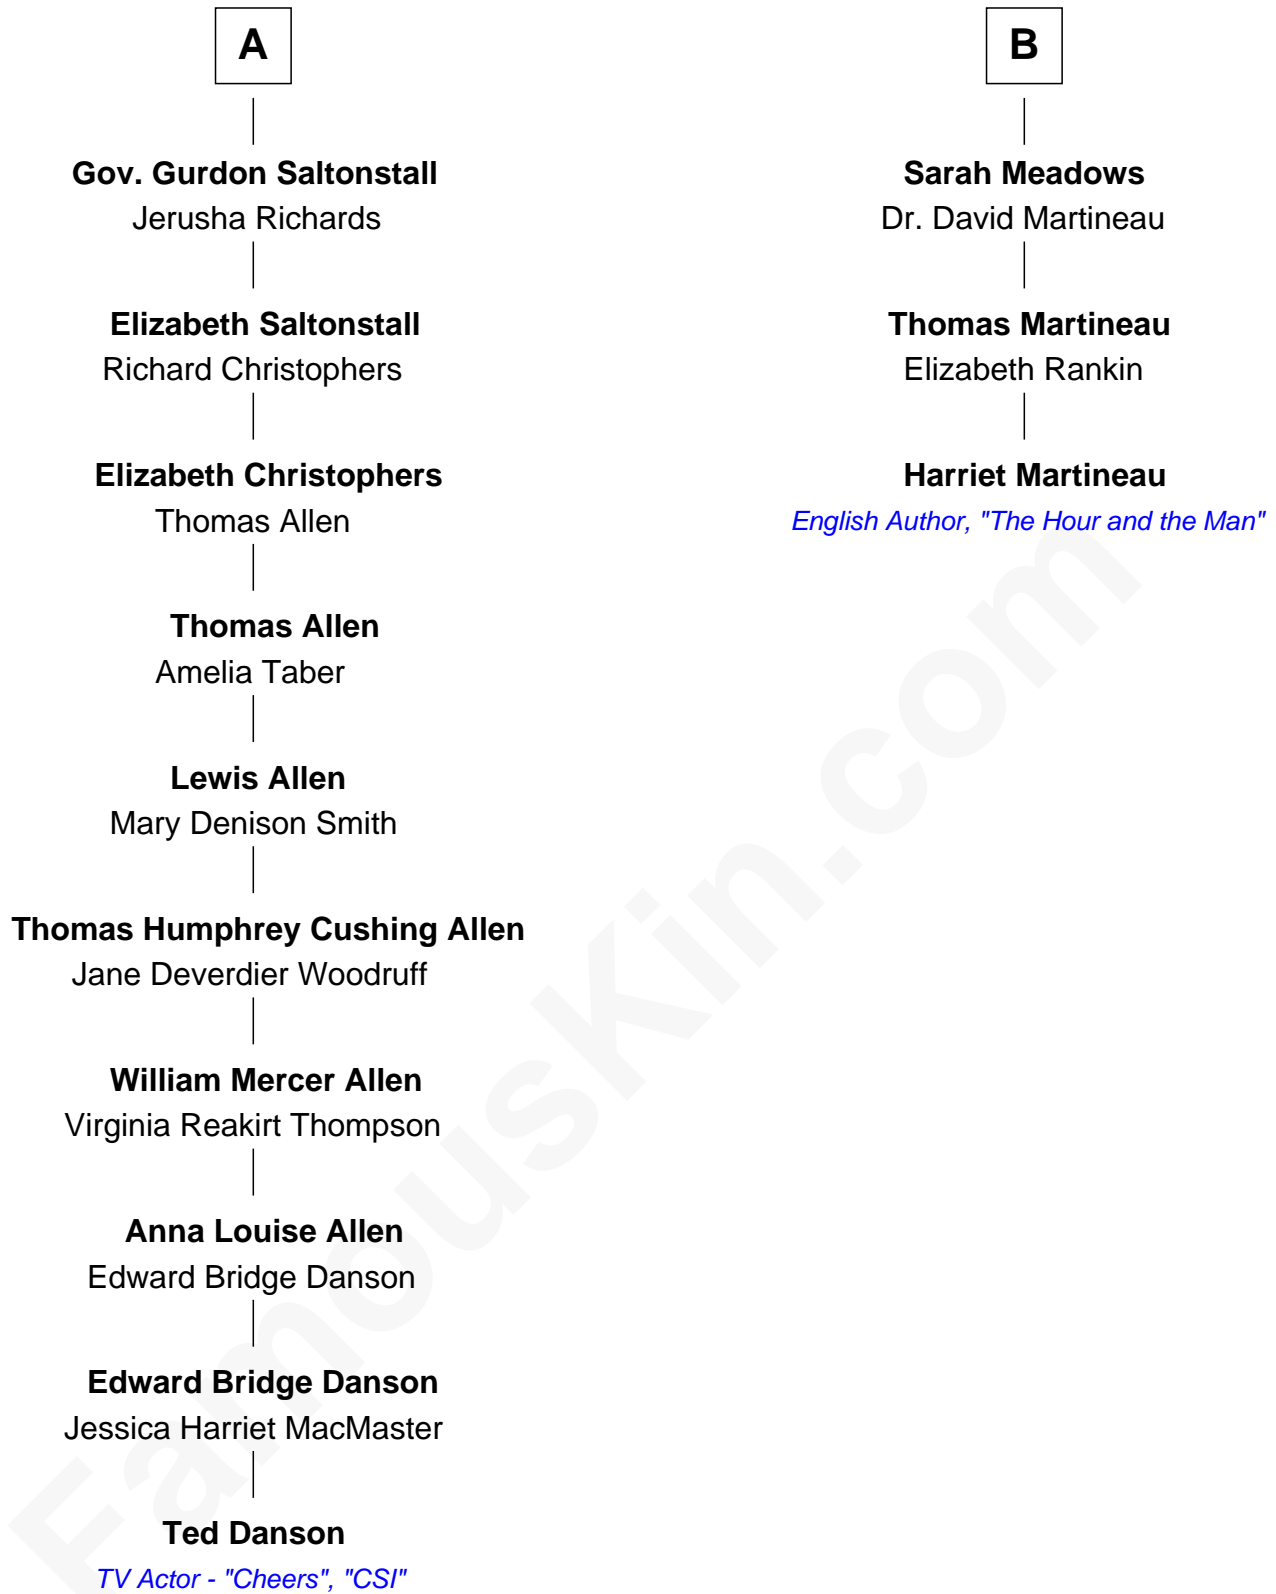 A
Gov. Gurdon Saltonstall
Jerusha Richards
Elizabeth Saltonstall
Richard Christophers
Elizabeth Christophers
Thomas Allen
Thomas Allen
Amelia Taber
Lewis Allen
Mary Denison Smith
Thomas Humphrey Cushing Allen
Jane Deverdier Woodruff
William Mercer Allen
Virginia Reakirt Thompson
Anna Louise Allen
Edward Bridge Danson
Edward Bridge Danson
Jessica Harriet MacMaster
Ted Danson
TV Actor - "Cheers", "CSI"
B
Sarah Meadows
Dr. David Martineau
Thomas Martineau
Elizabeth Rankin
Harriet Martineau
English Author, "The Hour and the Man"
FamousKin.com